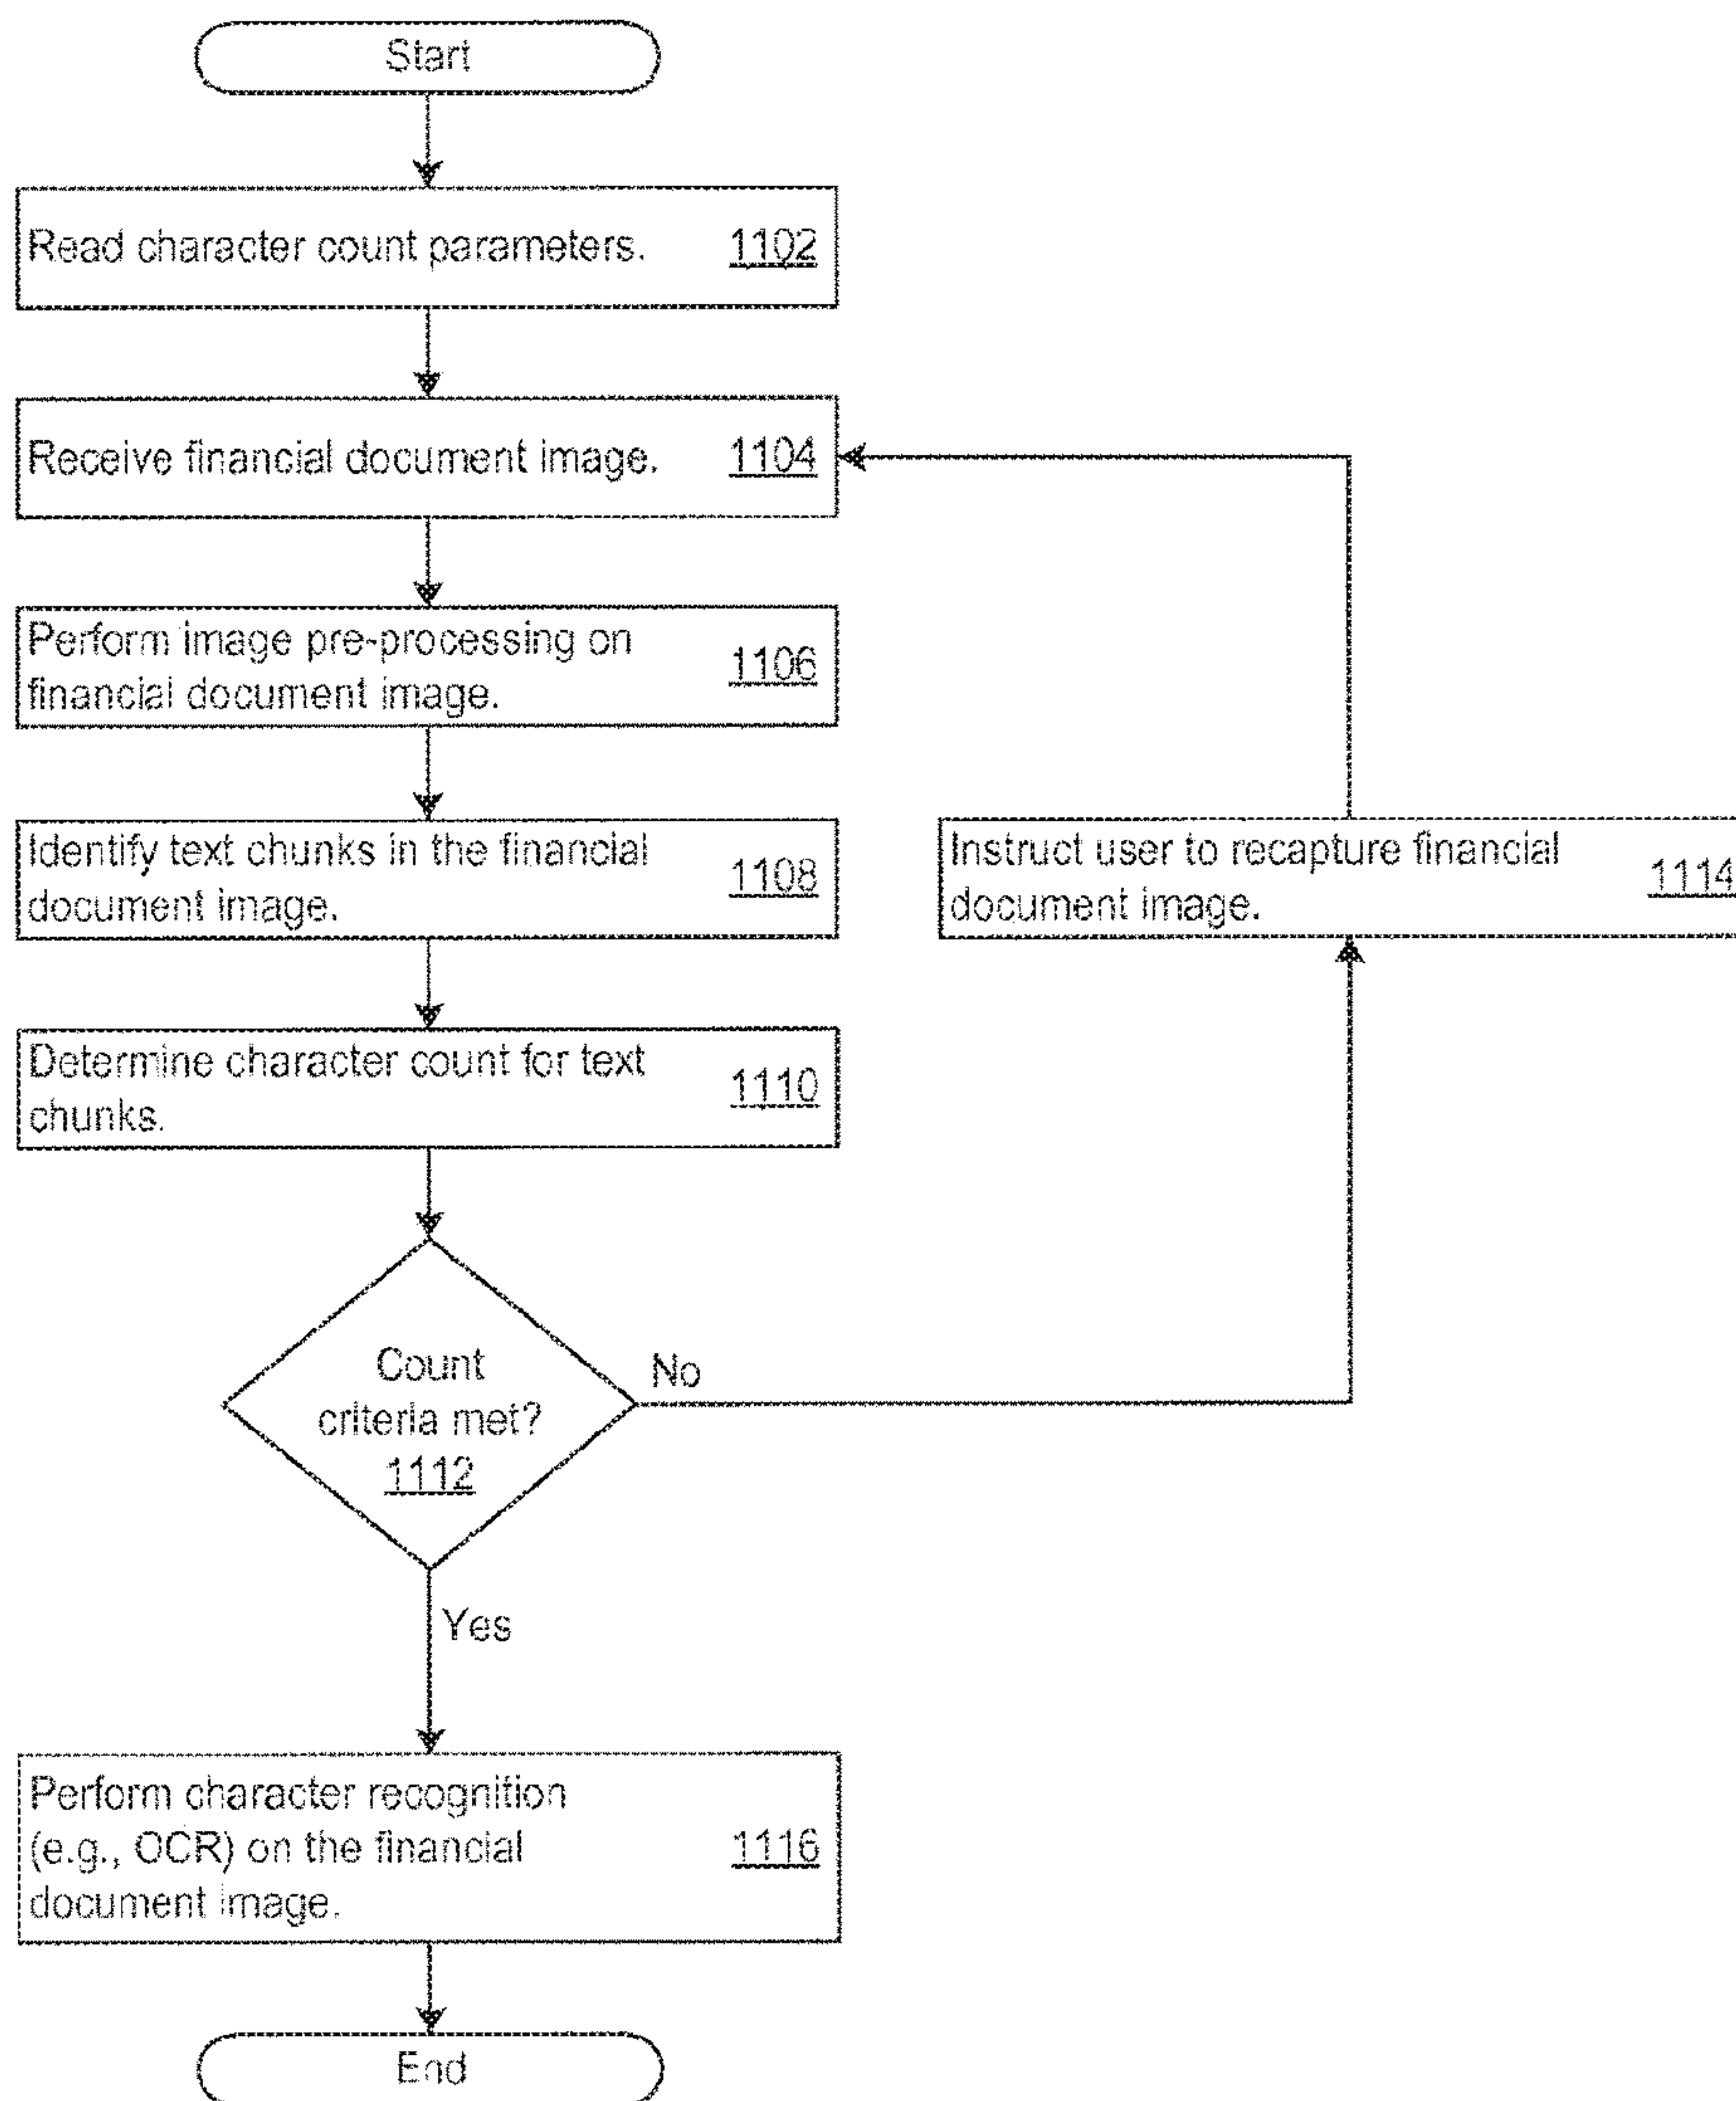 Start
Read character count parameters. 1102
Receive financial document image. 1104
Perform image pre-processing on
financial document image.
1106
Identify text chunks in the financial
document image.
1108
Instruct user to recapture financial
document image.
1114
Determine character count for text
chunks.
1110
Count
criteria met?
1112
No
Yes
Perform character recognition
(e.g., OCR) on the financial
document image.
1116
End